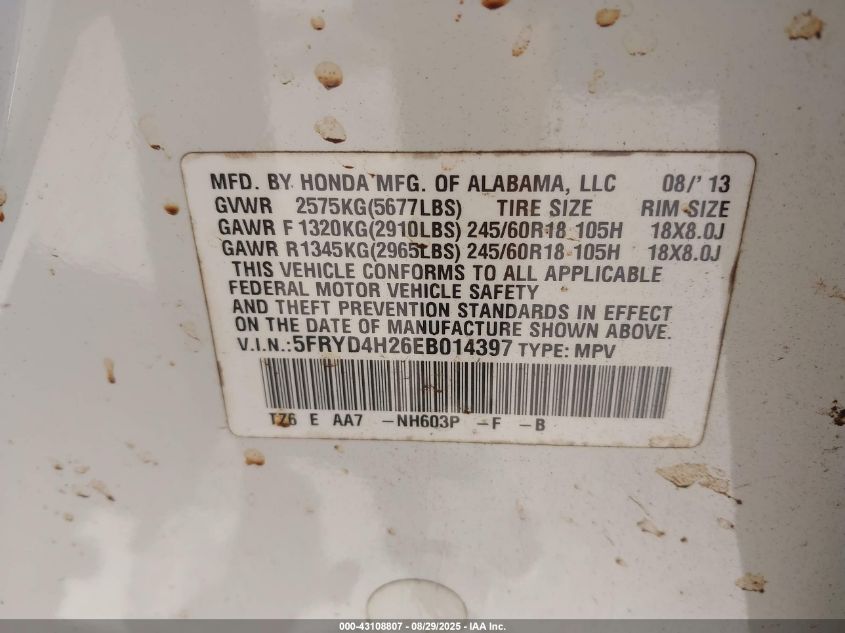 MFD. BY HONDA MFG. OF ALABAMA, LLC 08/'13
GVWR 2575KG(5677LBS) TIRE SIZE RIM SIZE
GAWR F 1320KG(2910LBS) 245/60R18 105H 18X8.0J
GAWR R 1345KG(2965LBS) 245/60R18 105H 18X8.0J
THIS VEHICLE CONFORMS TO ALL APPLICABLE
FEDERAL MOTOR VEHICLE SAFETY
AND THEFT PREVENTION STANDARDS IN EFFECT
ON THE DATE OF MANUFACTURE SHOWN ABOVE.
V.I.N.:5FRYD4H26EB014397 TYPE: MPV
TZ6 E AA7 -NH603P -F -B
000-43108807 - 08/29/2025 - IAA Inc.